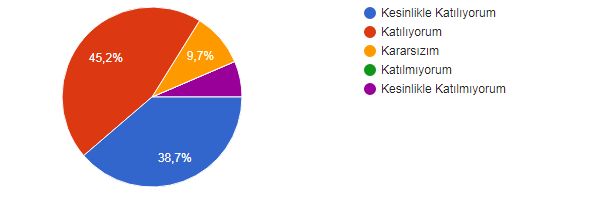 Kesinlikle Katılıyorum
Katılıyorum
Kararsızım
Katılmıyorum
Kesinlikle Katılmıyorum
45,2%
9,7%
38,7%